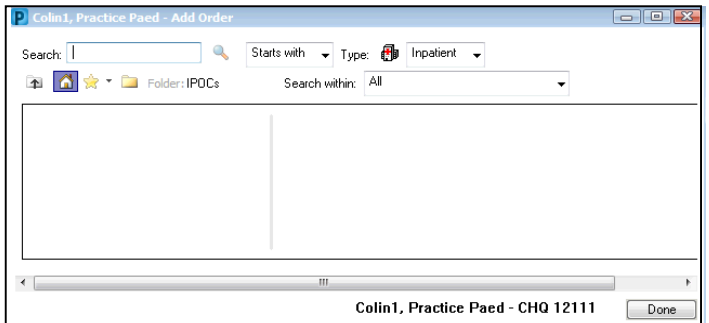 P Colin1, Practice Paed - Add Order
Search: Starts with Type: Inpatient
Folder: IPOCs Search within: All
Colin1, Practice Paed - CHQ 12111 Done